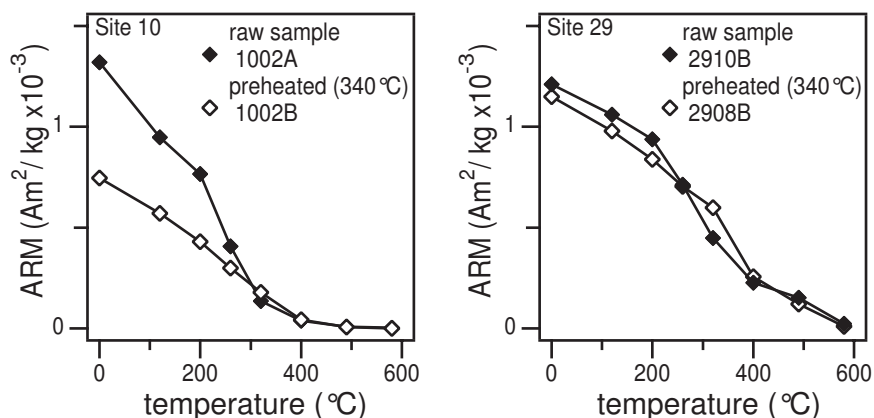 Site 10
raw sample
1002A
preheated (340°C)
1002B
1
0
ARM (Am²/ kg x10⁻³)
0 200 400 600
temperature (°C)
Site 29
raw sample
2910B
preheated (340°C)
2908B
1
0
ARM (Am²/ kg x10⁻³)
0 200 400 600
temperature (°C)